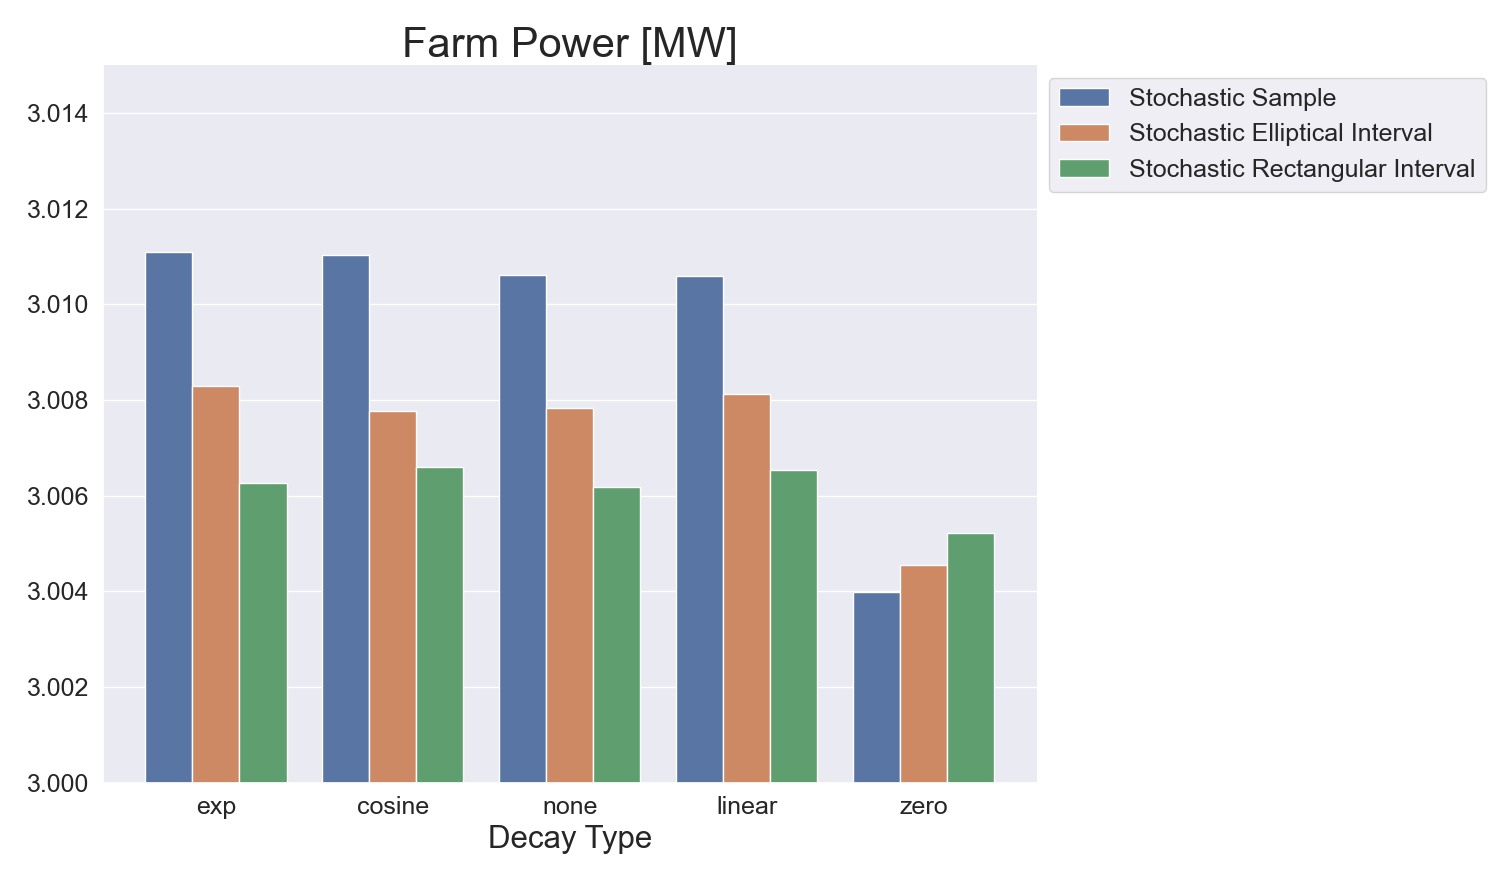 Farm Power [MW]
3.014
3.012
3.010
3.008
3.006
3.004
3.002
3.000
exp cosine none linear zero
Decay Type
Stochastic Sample
Stochastic Elliptical Interval
Stochastic Rectangular Interval